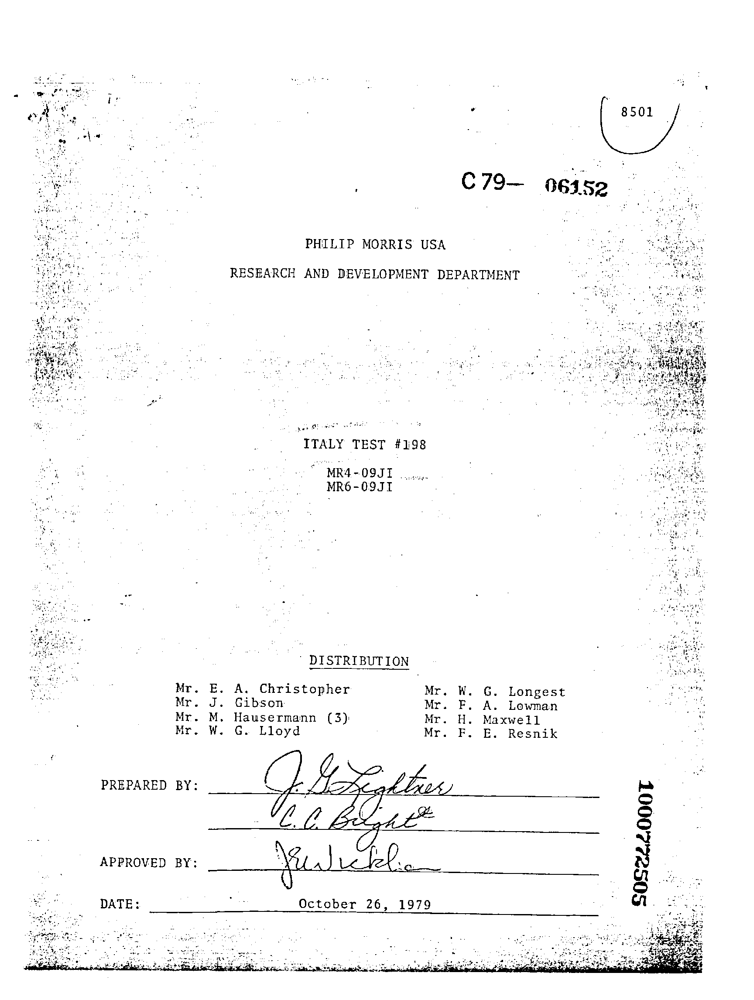 8501
C 79- 06152
PHILIP MORRIS USA
RESEARCH AND DEVELOPMENT DEPARTMENT
ITALY TEST #198
MR4-09JI
MR6-09JI
DISTRIBUTION
Mr. E. A. Christopher
Mr. J. Gibson
Mr. M. Hausermann (3)
Mr. W. G. Lloyd
Mr. W. G. Longest
Mr. F. A. Lowman
Mr. H. Maxwell
Mr. F. E. Resnik
PREPARED BY: J. G. Lightner
C. C. Bright
APPROVED BY:
DATE: October 26, 1979
1000772505